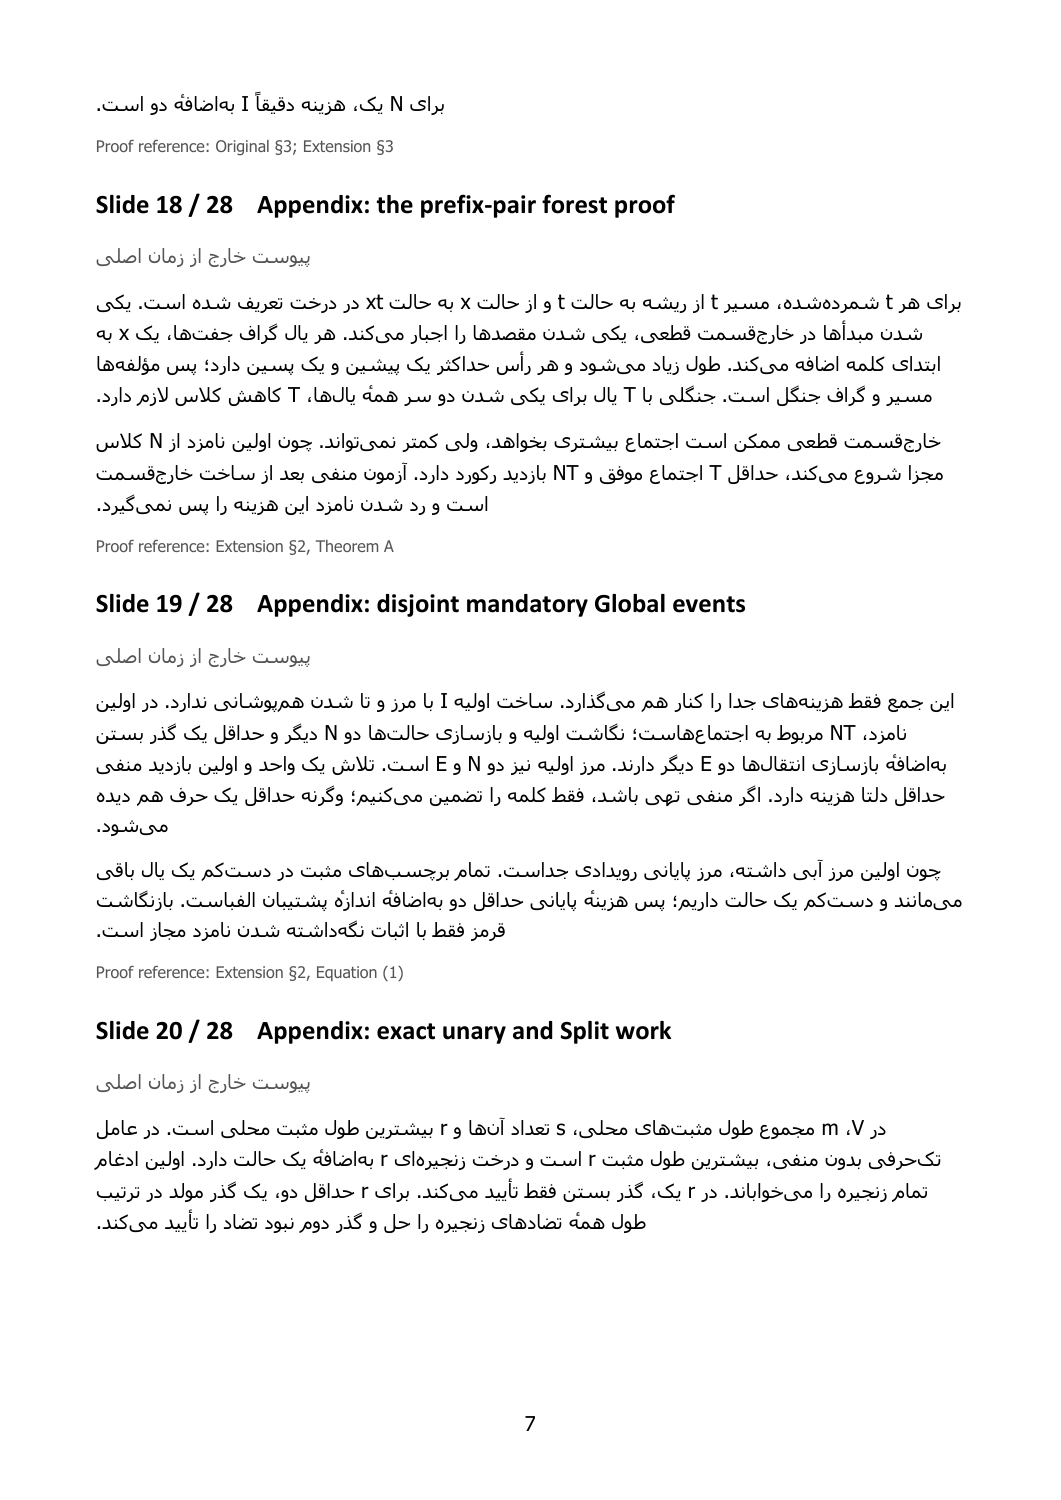 برای N یک، هزینه دقیقاً I به‌اضافهٔ دو است.
Proof reference: Original §3; Extension §3
Slide 18 / 28 Appendix: the prefix-pair forest proof
پیوست خارج از زمان اصلی
برای هر t شمرده‌شده، مسیر t از ریشه به حالت t و از حالت x به حالت xt در درخت تعریف شده است. یکی
شدن مبدأها در خارج‌قسمت قطعی، یکی شدن مقصدها را اجبار می‌کند. هر یال گراف جفت‌ها، یک x به
ابتدای کلمه اضافه می‌کند. طول زیاد می‌شود و هر رأس حداکثر یک پیشین و یک پسین دارد؛ پس مؤلفه‌ها
مسیر و گراف جنگل است. جنگلی با T یال برای یکی شدن دو سر همهٔ یال‌ها، T کاهش کلاس لازم دارد.
خارج‌قسمت قطعی ممکن است اجتماع بیشتری بخواهد، ولی کمتر نمی‌تواند. چون اولین نامزد از N کلاس
مجزا شروع می‌کند، حداقل T اجتماع موفق و NT بازدید رکورد دارد. آزمون منفی بعد از ساخت خارج‌قسمت
است و رد شدن نامزد این هزینه را پس نمی‌گیرد.
Proof reference: Extension §2, Theorem A
Slide 19 / 28 Appendix: disjoint mandatory Global events
پیوست خارج از زمان اصلی
این جمع فقط هزینه‌های جدا را کنار هم می‌گذارد. ساخت اولیه I با مرز و تا شدن هم‌پوشانی ندارد. در اولین
نامزد، NT مربوط به اجتماع‌هاست؛ نگاشت اولیه و بازسازی حالت‌ها دو N دیگر و حداقل یک گذر بستن
به‌اضافهٔ بازسازی انتقال‌ها دو E دیگر دارند. مرز اولیه نیز دو N و E است. تلاش یک واحد و اولین بازدید منفی
حداقل دلتا هزینه دارد. اگر منفی تهی باشد، فقط کلمه را تضمین می‌کنیم؛ وگرنه حداقل یک حرف هم دیده
می‌شود.
چون اولین مرز آبی داشته، مرز پایانی رویدادی جداست. تمام برچسب‌های مثبت در دست‌کم یک یال باقی
می‌مانند و دست‌کم یک حالت داریم؛ پس هزینهٔ پایانی حداقل دو به‌اضافهٔ اندازهٔ پشتیبان الفباست. بازنگاشت
قرمز فقط با اثبات نگه‌داشته شدن نامزد مجاز است.
Proof reference: Extension §2, Equation (1)
Slide 20 / 28 Appendix: exact unary and Split work
پیوست خارج از زمان اصلی
در V، m مجموع طول مثبت‌های محلی، s تعداد آن‌ها و r بیشترین طول مثبت محلی است. در عامل
تک‌حرفی بدون منفی، بیشترین طول مثبت r است و درخت زنجیره‌ای r به‌اضافهٔ یک حالت دارد. اولین ادغام
تمام زنجیره را می‌خواباند. در r یک، گذر بستن فقط تأیید می‌کند. برای r حداقل دو، یک گذر مولد در ترتیب
طول همهٔ تضادهای زنجیره را حل و گذر دوم نبود تضاد را تأیید می‌کند.
7